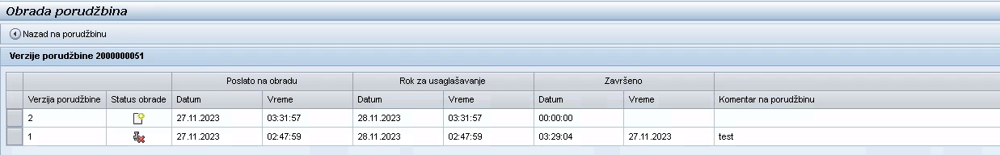 Obrada porudžbina
Nazad na porudžbinu
Verzije porudžbine 2000000051
Poslato na obradu Rok za usaglašavanje Završeno
Verzija porudžbine Status obrade Datum Vreme Datum Vreme Datum Vreme Komentar na porudžbinu
2 27.11.2023 03:31:57 28.11.2023 03:31:57 00:00:00
1 27.11.2023 02:47:59 28.11.2023 02:47:59 03:29:04 27.11.2023 test